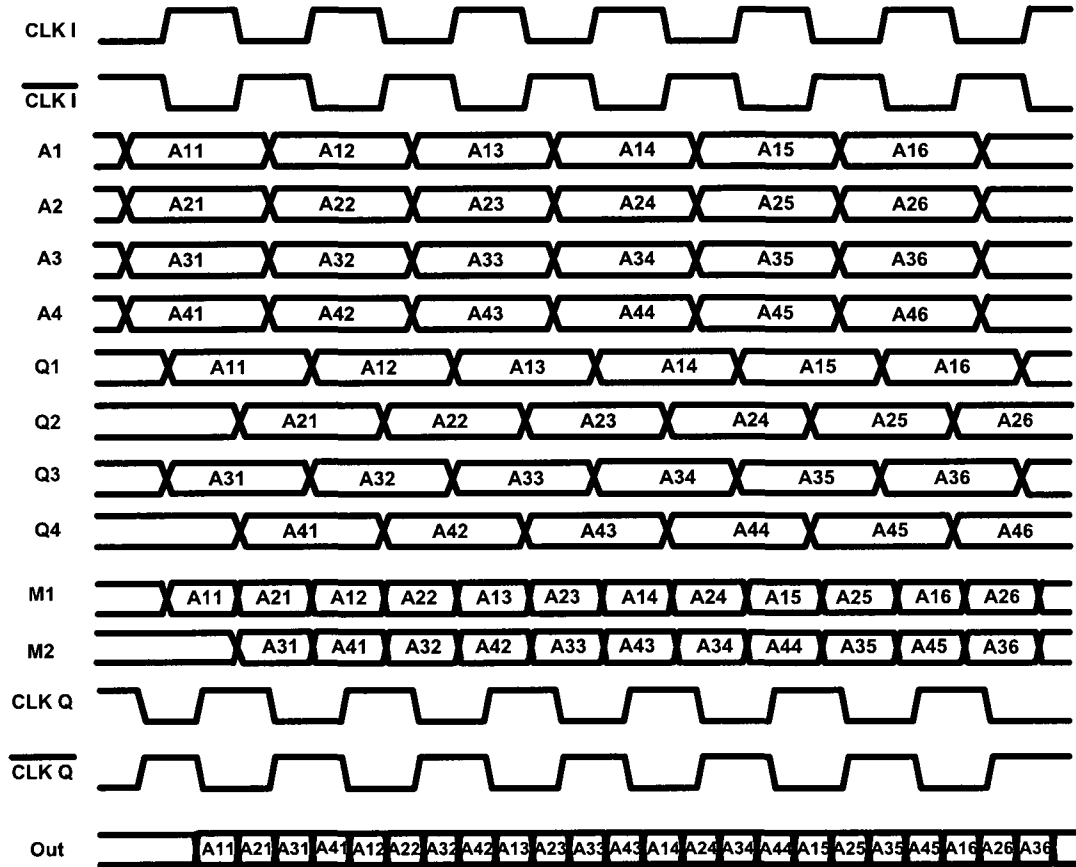 CLK I
C̅L̅K̅ ̅I̅
A1 A11 A12 A13 A14 A15 A16
A2 A21 A22 A23 A24 A25 A26
A3 A31 A32 A33 A34 A35 A36
A4 A41 A42 A43 A44 A45 A46
Q1 A11 A12 A13 A14 A15 A16
Q2 A21 A22 A23 A24 A25 A26
Q3 A31 A32 A33 A34 A35 A36
Q4 A41 A42 A43 A44 A45 A46
M1 A11 A21 A12 A22 A13 A23 A14 A24 A15 A25 A16 A26
M2 A31 A41 A32 A42 A33 A43 A34 A44 A35 A45 A36
CLK Q
C̅L̅K̅ ̅Q̅
Out A11 A21 A31 A41 A12 A22 A32 A42 A13 A23 A33 A43 A14 A24 A34 A44 A15 A25 A35 A45 A16 A26 A36